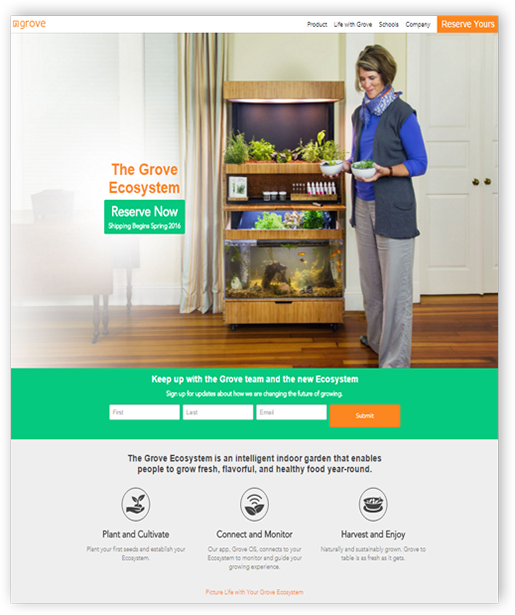 grove
Product Life with Grove Schools Company Reserve Yours
The Grove
Ecosystem
Reserve Now
Shipping Begins Spring 2016
Keep up with the Grove team and the new Ecosystem
Sign up for updates about how we are changing the future of growing.
First Last Email Submit
The Grove Ecosystem is an intelligent indoor garden that enables
people to grow fresh, flavorful, and healthy food year-round.
Plant and Cultivate
Plant your first seeds and establish your
Ecosystem.
Connect and Monitor
Our app, Grove OS, connects to your
Ecosystem to monitor and guide your
growing experience.
Harvest and Enjoy
Naturally and sustainably grown, Grove to
table is as fresh as it gets.
Picture Life with Your Grove Ecosystem